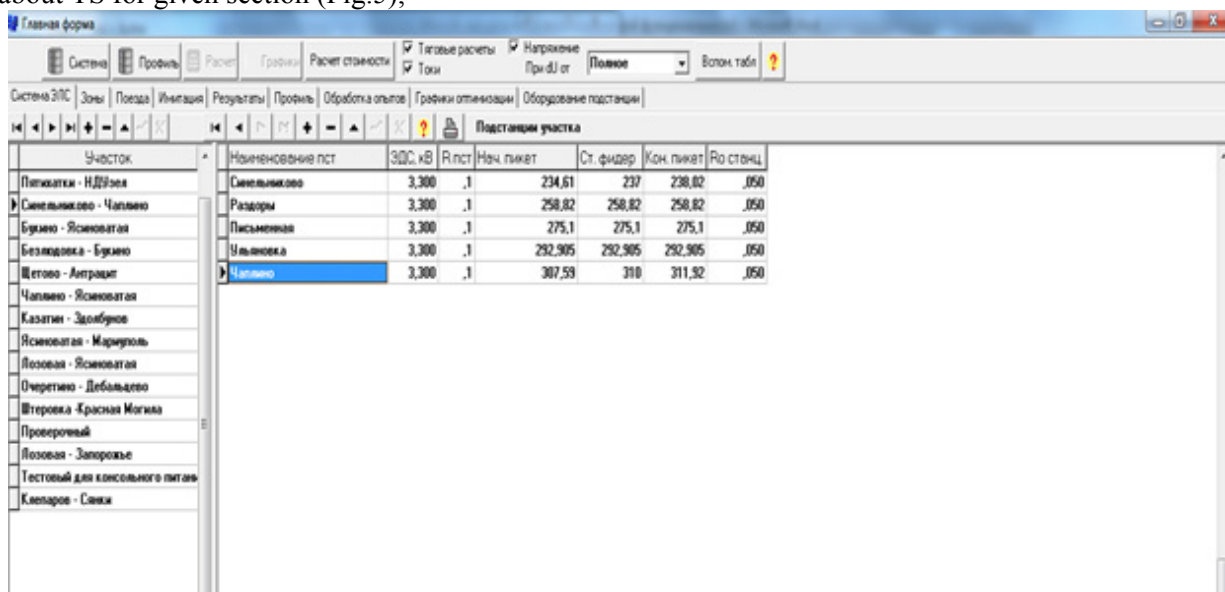 about TS for given section (Fig.5);
Главная форма
Система Профиль Расчет Графики Расчет стоимости Тяговые расчеты Токи Напряжение При dU от Полное Вспом. табл ?
Система ЭЛС Зоны Поезда Имитация Результаты Профиль Обработка опытов Графики оптимизации Оборудование подстанции
Подстанции участка
Участок Наименование пст ЭДС, кВ R пст Нач. пикет Ст. фидер Кон. пикет Ro станц
Пятихатки - НДУзел Синельниково 3,300 ,1 234,61 237 238,02 ,050
Синельниково - Чаплино Раздоры 3,300 ,1 258,82 258,82 258,82 ,050
Букино - Ясиноватая Письменная 3,300 ,1 275,1 275,1 275,1 ,050
Безлюдовка - Букино Ульяновка 3,300 ,1 292,905 292,905 292,905 ,050
Щетово - Антрацит Чаплино 3,300 ,1 307,59 310 311,92 ,050
Чаплино - Ясиноватая
Казатин - Здолбунов
Ясиноватая - Мариуполь
Лозовая - Ясиноватая
Очеретино - Дебальцево
Штеровка -Красная Могила
Проверочный
Лозовая - Запорожье
Тестовый для консольного питан
Клепаров - Сянки